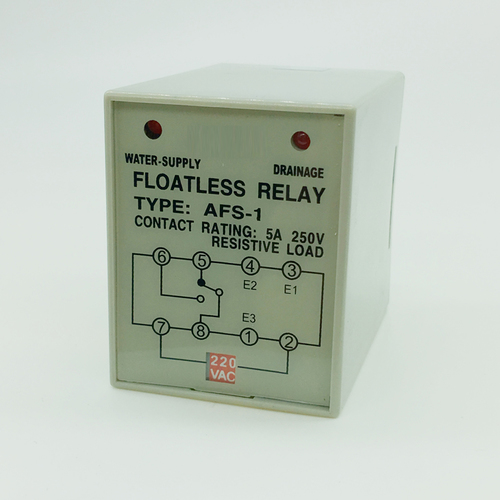 WATER-SUPPLY
DRAINAGE
FLOATLESS RELAY
TYPE: AFS-1
CONTACT RATING: 5A 250V
RESISTIVE LOAD
6 5 4 3
E2 E1
E3
7 8 1 2
220
VAC